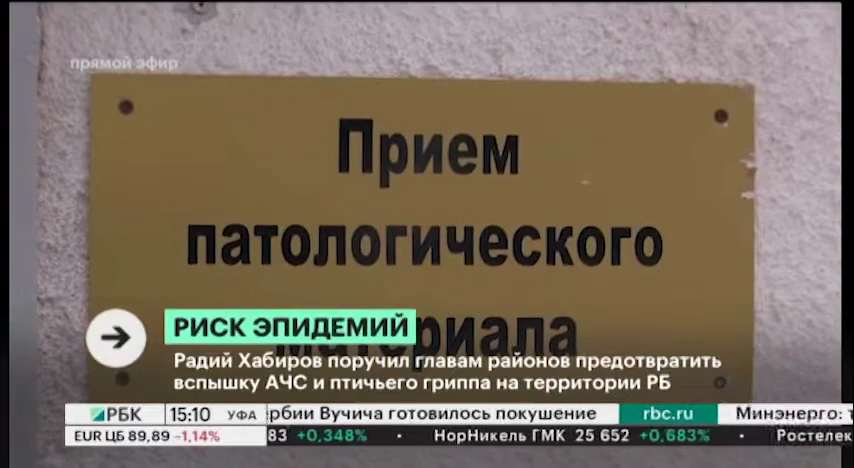 прямой эфир
Прием
патологического
материала
РИСК ЭПИДЕМИЙ
Радий Хабиров поручил главам районов предотвратить
вспышку АЧС и птичьего гриппа на территории РБ
РБК 15:10 УФА рбии Вучича готовилось покушение rbc.ru Минэнерго: т
EUR ЦБ 89,89 -1,14% 83 +0,348% • НорНикель ГМК 25 652 +0,683% • Ростелек